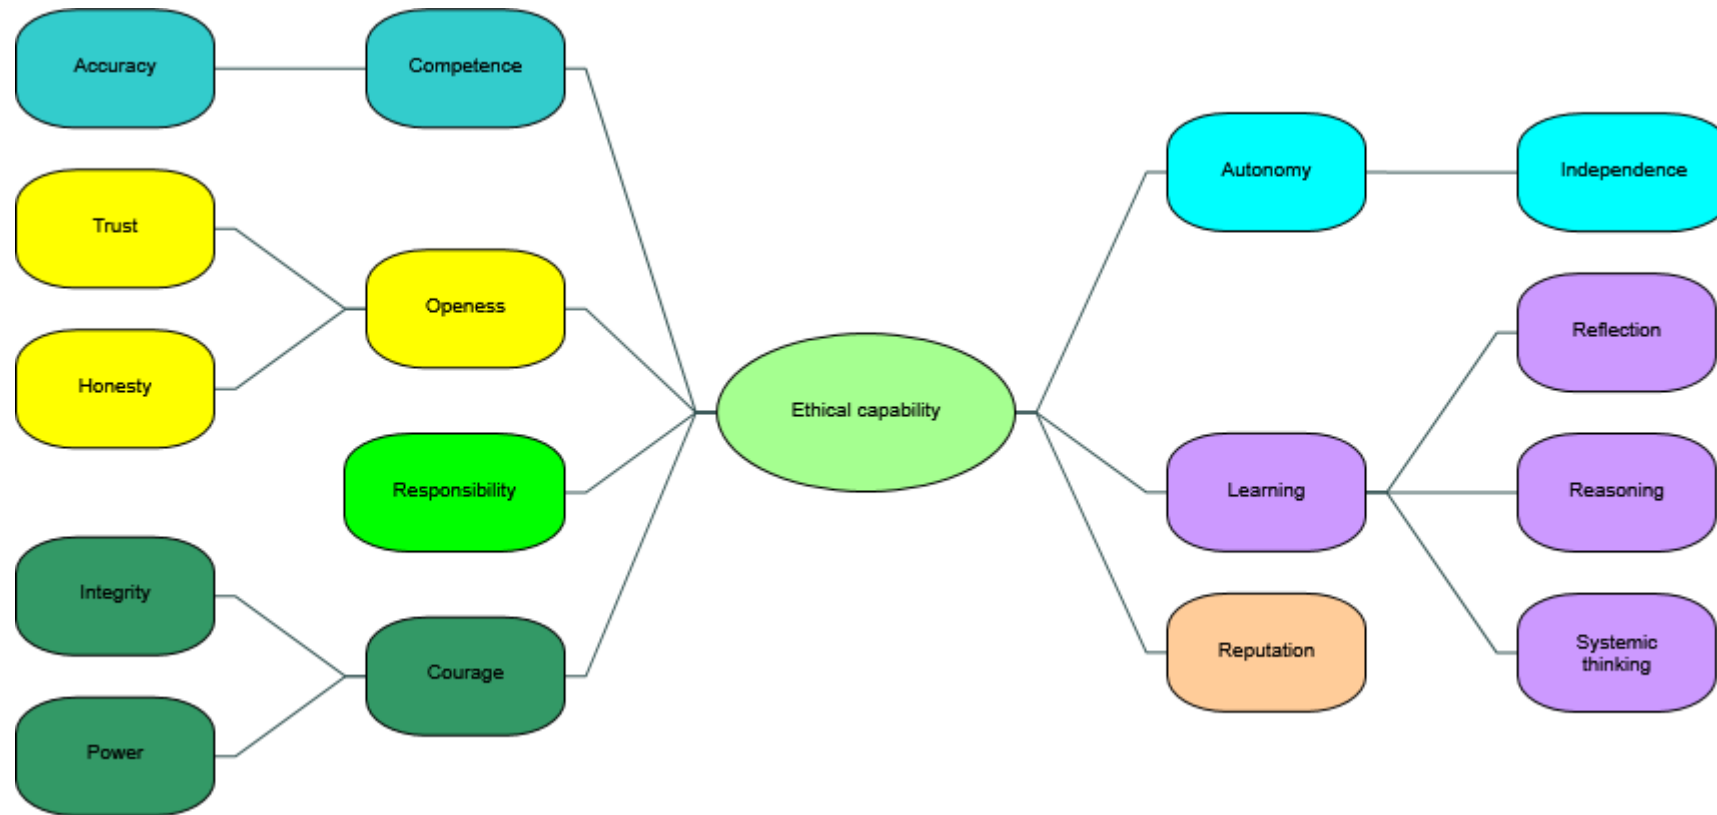 Accuracy
Competence
Trust
Openess
Honesty
Responsibility
Integrity
Courage
Power
Ethical capability
Autonomy
Independence
Reflection
Learning
Reasoning
Reputation
Systemic
thinking